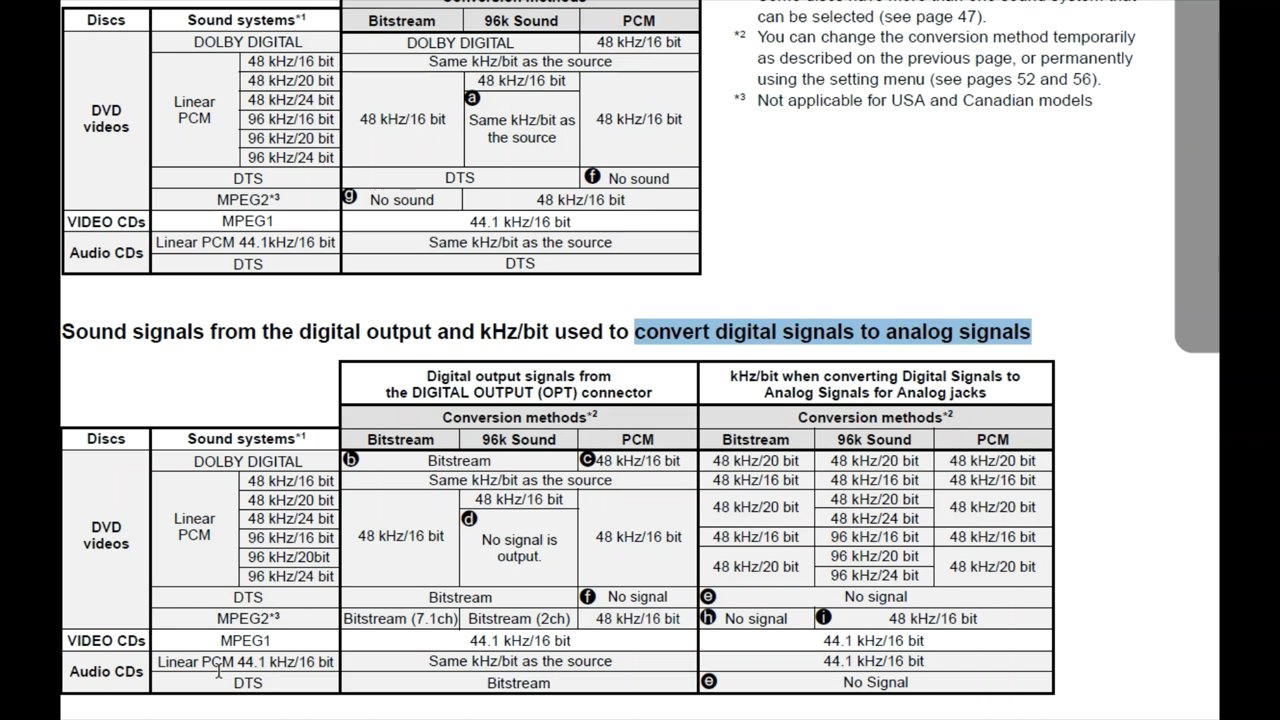 Discs Sound systems*1 Bitstream 96k Sound PCM
DOLBY DIGITAL DOLBY DIGITAL 48 kHz/16 bit
48 kHz/16 bit Same kHz/bit as the source
48 kHz/20 bit 48 kHz/16 bit
48 kHz/24 bit a
DVD videos Linear PCM 96 kHz/16 bit 48 kHz/16 bit Same kHz/bit as the source 48 kHz/16 bit
96 kHz/20 bit
96 kHz/24 bit
DTS DTS f No sound
MPEG2*3 g No sound 48 kHz/16 bit
VIDEO CDs MPEG1 44.1 kHz/16 bit
Audio CDs Linear PCM 44.1kHz/16 bit Same kHz/bit as the source
DTS DTS
can be selected (see page 47).
*2 You can change the conversion method temporarily
as described on the previous page, or permanently
using the setting menu (see pages 52 and 56).
*3 Not applicable for USA and Canadian models
Sound signals from the digital output and kHz/bit used to convert digital signals to analog signals
Digital output signals from
the DIGITAL OUTPUT (OPT) connector
kHz/bit when converting Digital Signals to
Analog Signals for Analog jacks
Conversion methods*2 Conversion methods*2
Discs Sound systems*1 Bitstream 96k Sound PCM Bitstream 96k Sound PCM
DOLBY DIGITAL b Bitstream c 48 kHz/16 bit 48 kHz/20 bit 48 kHz/20 bit 48 kHz/20 bit
48 kHz/16 bit Same kHz/bit as the source 48 kHz/16 bit 48 kHz/16 bit 48 kHz/16 bit
48 kHz/20 bit 48 kHz/16 bit 48 kHz/20 bit 48 kHz/20 bit 48 kHz/20 bit
48 kHz/24 bit d 48 kHz/24 bit
DVD videos Linear PCM 96 kHz/16 bit 48 kHz/16 bit No signal is output. 48 kHz/16 bit 48 kHz/16 bit 96 kHz/16 bit 48 kHz/16 bit
96 kHz/20bit 48 kHz/20 bit 96 kHz/20 bit 48 kHz/20 bit
96 kHz/24 bit 96 kHz/24 bit
DTS Bitstream f No signal e No signal
MPEG2*3 Bitstream (7.1ch) Bitstream (2ch) 48 kHz/16 bit h No signal i 48 kHz/16 bit
VIDEO CDs MPEG1 44.1 kHz/16 bit 44.1 kHz/16 bit
Audio CDs Linear PCM 44.1 kHz/16 bit Same kHz/bit as the source 44.1 kHz/16 bit
DTS Bitstream e No Signal